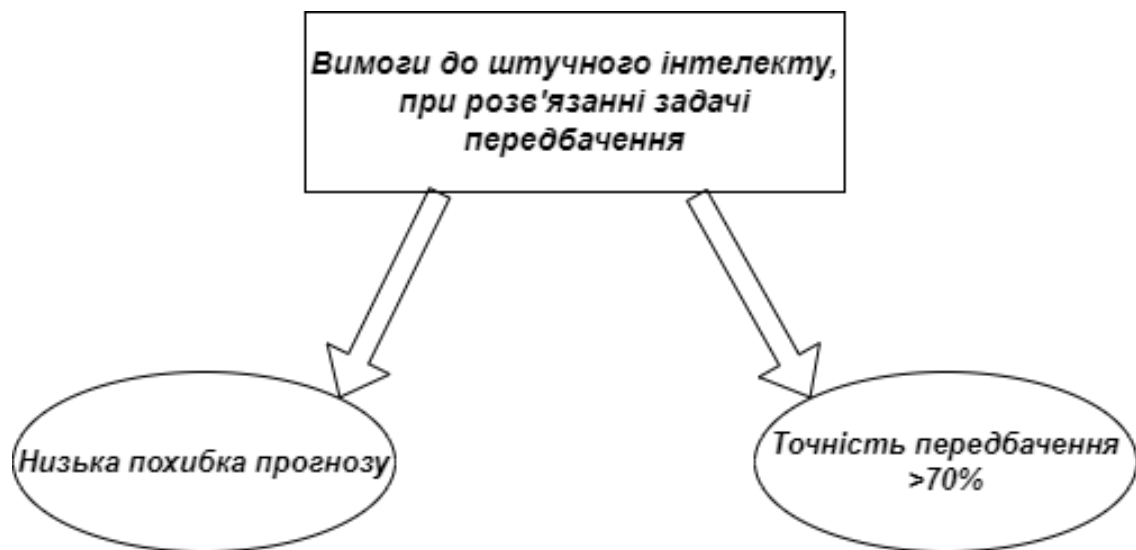 Вимоги до штучного інтелекту,
при розв'язанні задачі
передбачення
Низька похибка прогнозу
Точність передбачення
>70%